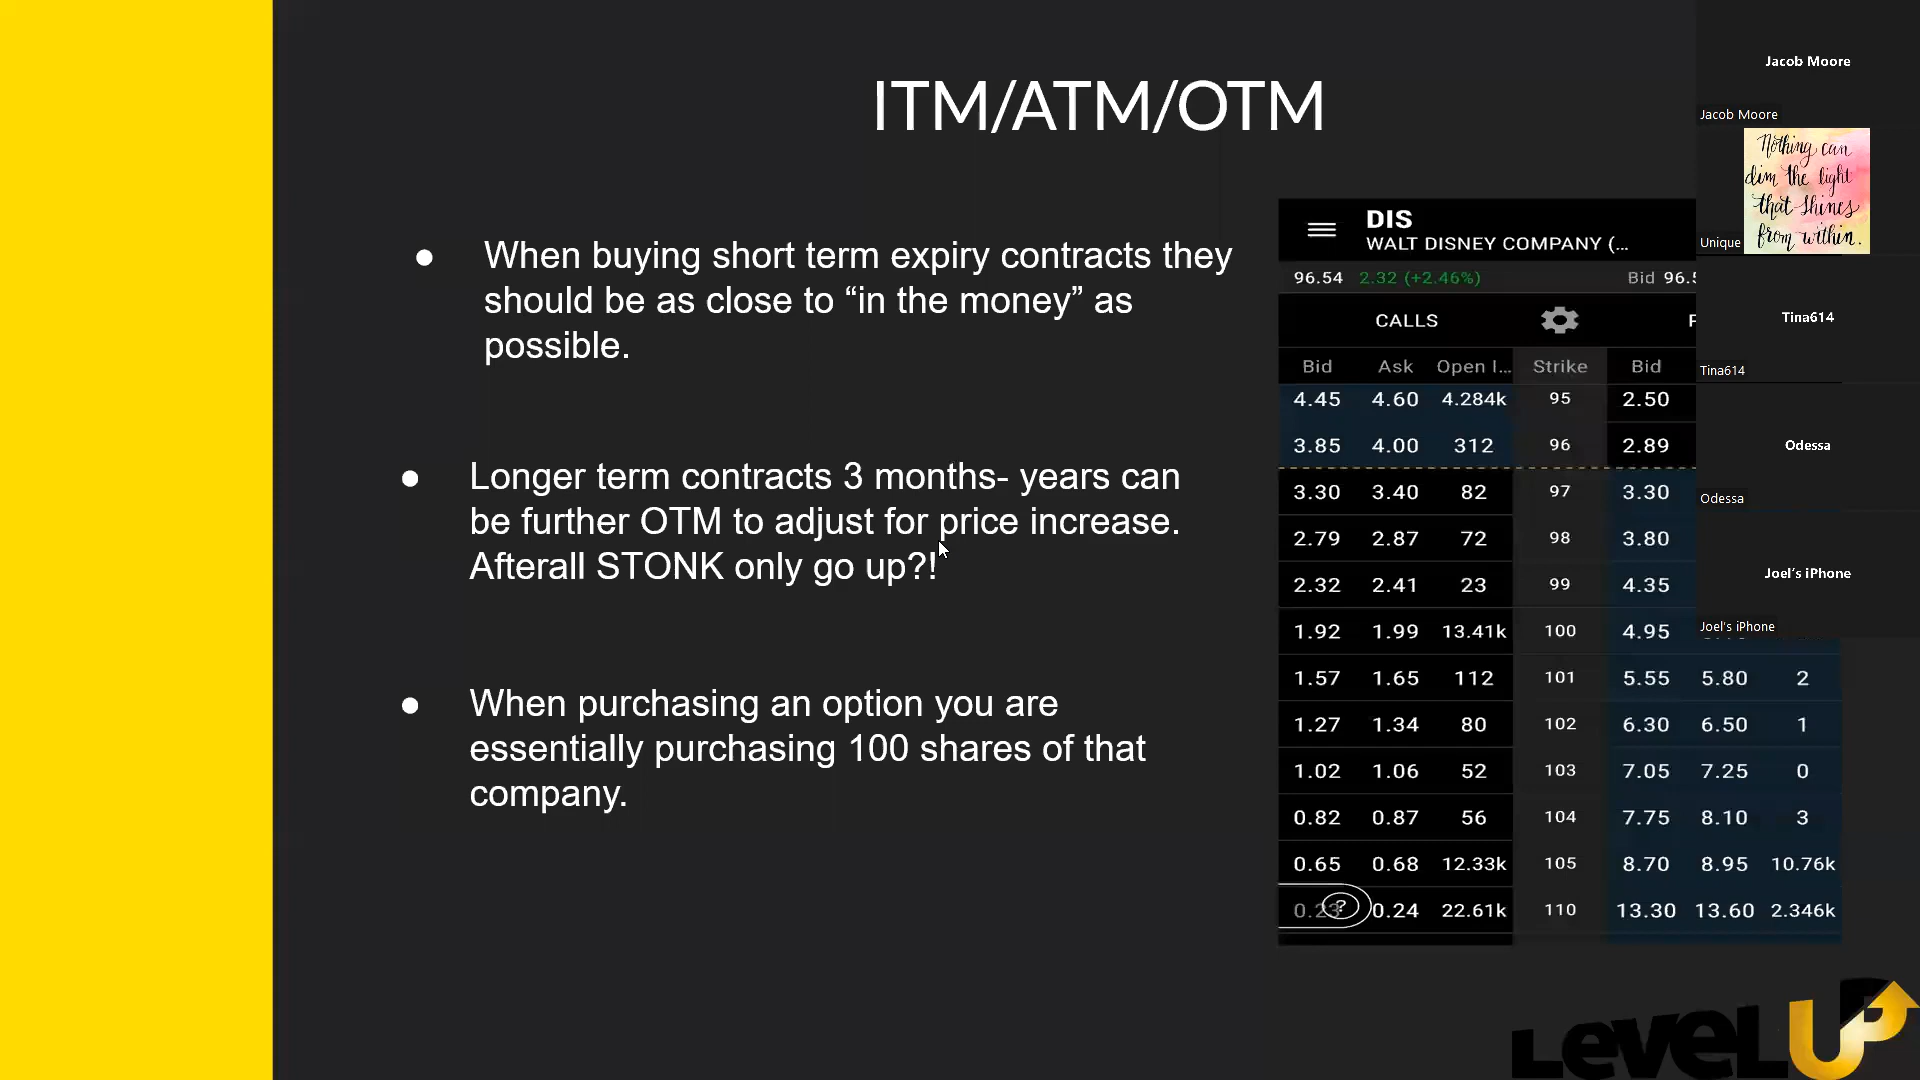 ITM/ATM/OTM
● When buying short term expiry contracts they
should be as close to “in the money” as
possible.
● Longer term contracts 3 months- years can
be further OTM to adjust for price increase.
Afterall STONK only go up?!
● When purchasing an option you are
essentially purchasing 100 shares of that
company.
DIS
WALT DISNEY COMPANY (...
96.54 2.32 (+2.46%) Bid 96.5
CALLS
Bid Ask Open I... Strike Bid
4.45 4.60 4.284k 95 2.50
3.85 4.00 312 96 2.89
3.30 3.40 82 97 3.30
2.79 2.87 72 98 3.80
2.32 2.41 23 99 4.35
1.92 1.99 13.41k 100 4.95
1.57 1.65 112 101 5.55 5.80 2
1.27 1.34 80 102 6.30 6.50 1
1.02 1.06 52 103 7.05 7.25 0
0.82 0.87 56 104 7.75 8.10 3
0.65 0.68 12.33k 105 8.70 8.95 10.76k
0.23 ? 0.24 22.61k 110 13.30 13.60 2.346k
Jacob Moore
Jacob Moore
Nothing can
dim the light
that shines
from within.
Unique
Tina614
Tina614
Odessa
Odessa
Joel's iPhone
Joel's iPhone
LeVeL UP